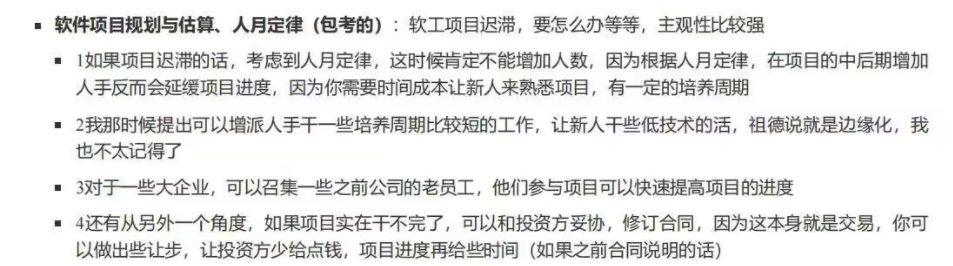 软件项目规划与估算、人月定律（包考的）：软工项目迟滞，要怎么办等等，主观性比较强
1如果项目迟滞的话，考虑到人月定律，这时候肯定不能增加人数，因为根据人月定律，在项目的中后期增加
人手反而会延缓项目进度，因为你需要时间成本让新人来熟悉项目，有一定的培养周期
2我那时候提出可以增派人手干一些培养周期比较短的工作，让新人干些低技术的活，祖德说就是边缘化，我
也不太记得了
3对于一些大企业，可以召集一些之前公司的老员工，他们参与项目可以快速提高项目的进度
4还有从另外一个角度，如果项目实在干不完了，可以和投资方妥协，修订合同，因为这本身就是交易，你可
以做出些让步，让投资方少给点钱，项目进度再给些时间（如果之前合同说明的话）